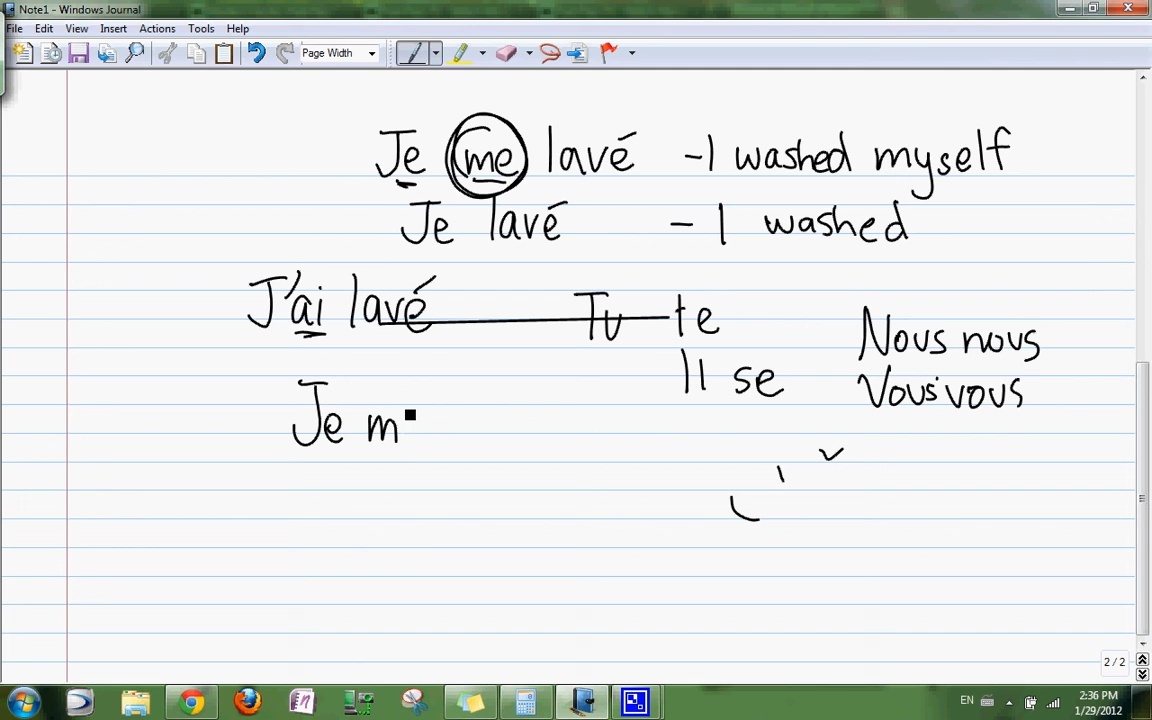 Note1 - Windows Journal
File Edit View Insert Actions Tools Help
Page Width
Je me lavé - I washed myself
Je lavé - I washed
J'ai lavé Tu te
Il se
Nous nous
Vous vous
Je m
2 / 2
EN
2:36 PM
1/29/2012